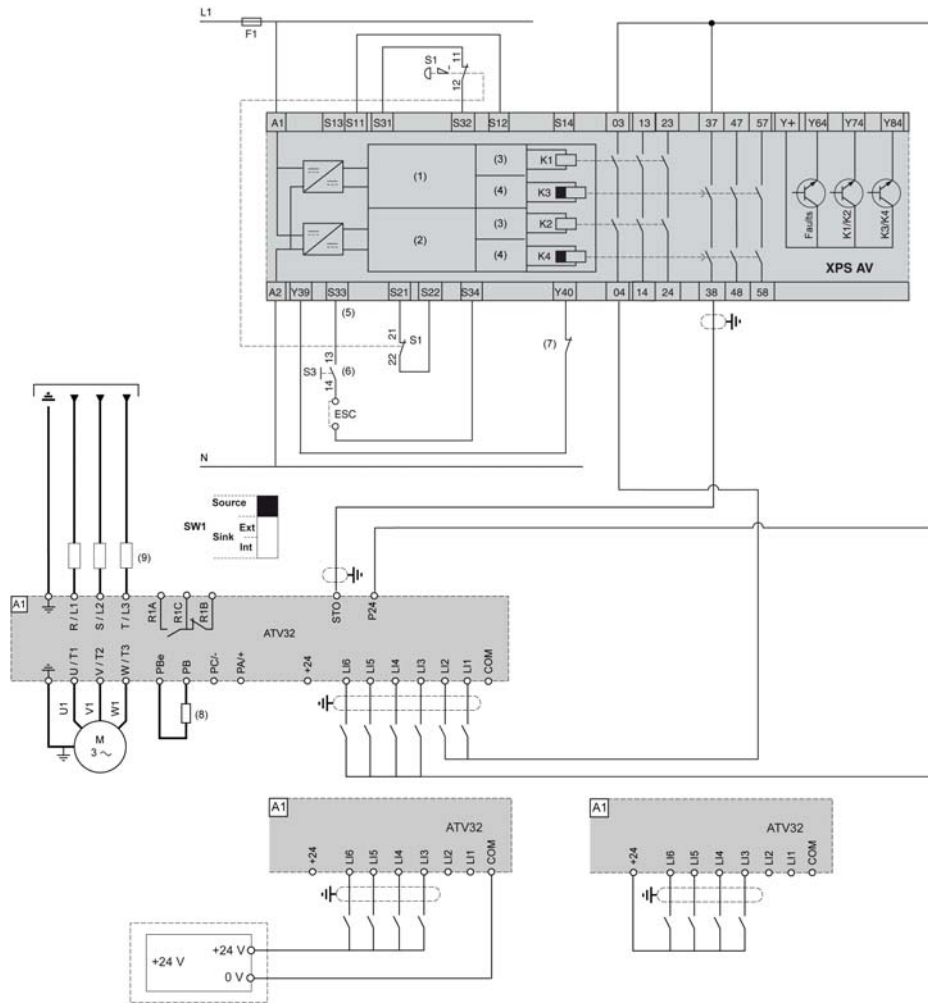 L1
F1
S1
11
12
A1 S13 S11 S31 S32 S12 S14 03 13 23 37 47 57 Y+ Y64 Y74 Y84
(1) (3) K1
(4) K3
(2) (3) K2
(4) K4
Faults K1/K2 K3/K4
XPS AV
A2 Y39 S33 S21 S22 S34 Y40 04 14 24 38 48 58
(5)
21
22
S1
(7)
13
S3 (6)
14
ESC
N
Source
SW1 Ext
Sink
Int
(9)
A1
R / L1 S / L2 T / L3 R1A R1C R1B STO P24
ATV32
U / T1 V / T2 W / T3 PBe PB PC/- PA/+ +24 LI6 LI5 LI4 LI3 LI2 LI1 COM
U1 V1 W1
(8)
M
3
A1
ATV32
+24 LI6 LI5 LI4 LI3 LI2 LI1 COM
+24 V
+24 V
0 V
A1
ATV32
+24 LI6 LI5 LI4 LI3 LI2 LI1 COM